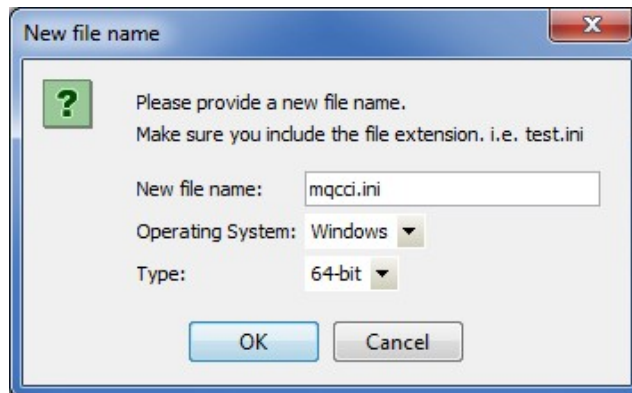 New file name
Please provide a new file name.
Make sure you include the file extension. i.e. test.ini
New file name: mqcci.ini
Operating System: Windows
Type: 64-bit
OK Cancel